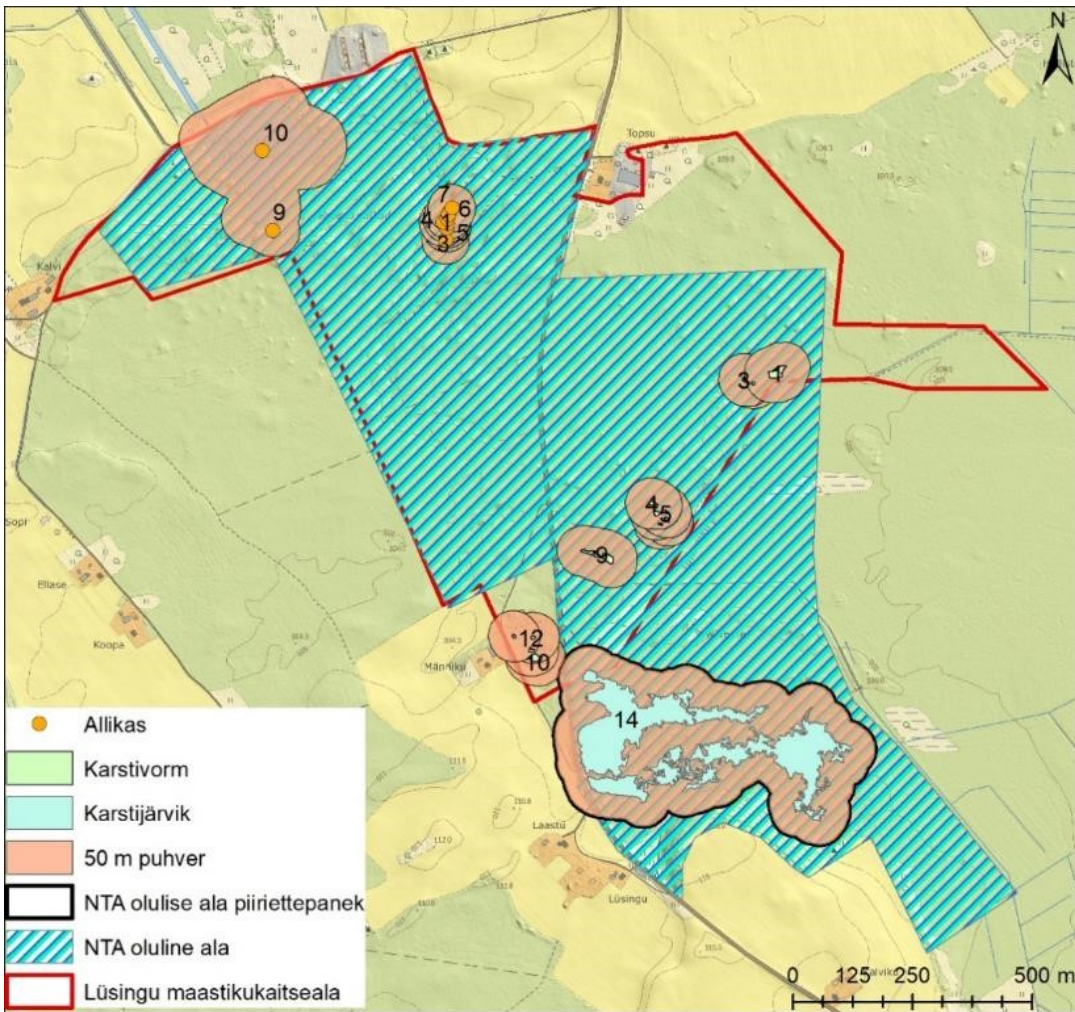 N
Topsu
10
9
7
6
4
1
3
5
Kalvi
3
1
4
5
9
Sopi
Ellase
Koopa
12
10
Männiku
14
Laastu
Lüsingu
Allikas
Karstivorm
Karstijärvik
50 m puhver
NTA olulise ala piiriettepanek
NTA oluline ala
Lüsingu maastikukaitseala
0 125 250 500 m